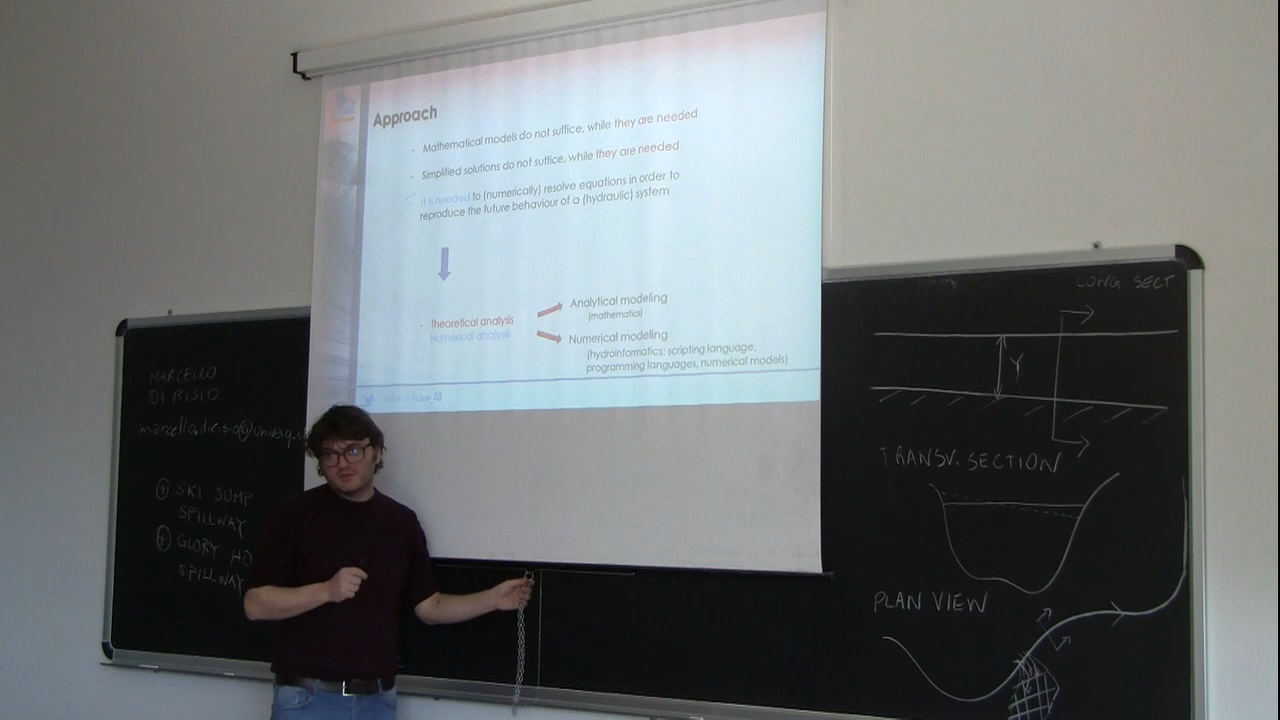 Approach
- Mathematical models do not suffice, while they are needed
- Simplified solutions do not suffice, while they are needed
- It is needed to (numerically) resolve equations in order to
reproduce the future behaviour of a (hydraulic) system
- Theoretical analysis
Numerical analysis
Analytical modeling
(mathematics)
Numerical modeling
(hydroinformatics: scripting language,
programming languages, numerical models)
MARCELLO
DI RISIO
+ SKI JUMP
SPILLWAY
+ GLORY HO
SPILLWAY
LONG SECT
Y
TRANSV. SECTION
PLAN VIEW